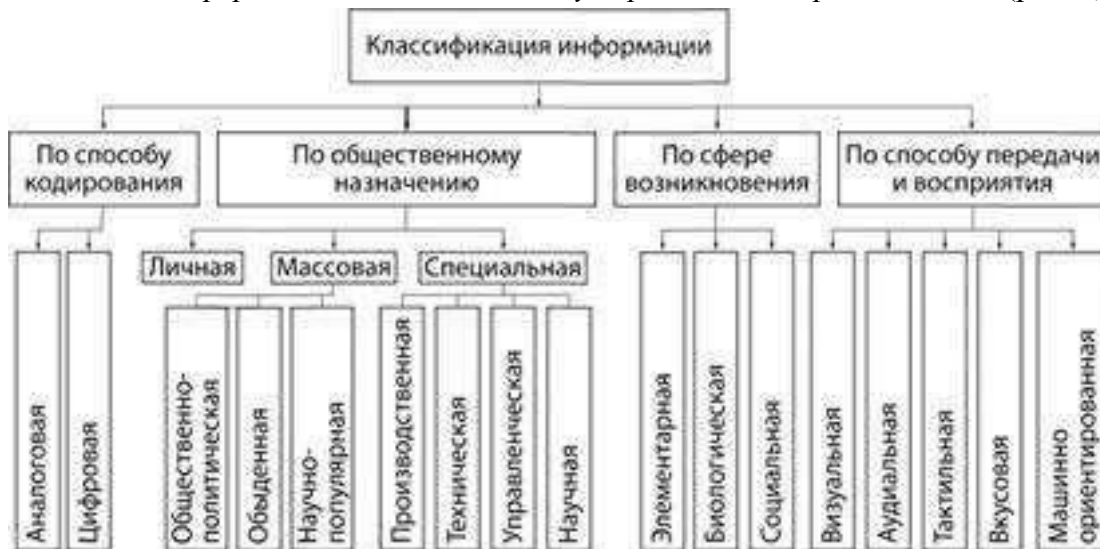 Классификация информации
По способу
кодирования
По общественному
назначению
По сфере
возникновения
По способу передачи
и восприятия
Личная
Массовая
Специальная
Аналоговая
Цифровая
Общественно-
политическая
Обыденная
Научно-
популярная
Производственная
Техническая
Управленческая
Научная
Элементарная
Биологическая
Социальная
Визуальная
Аудиальная
Тактильная
Вкусовая
Машинно
ориентированная